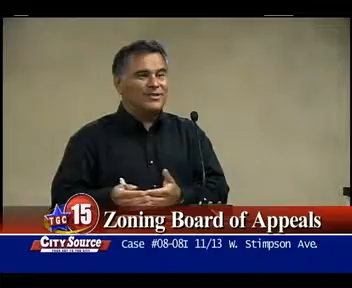 TGC
15
Zoning Board of Appeals
CITY SOURCE
Case #08-08I 11/13 W. Stimpson Ave.